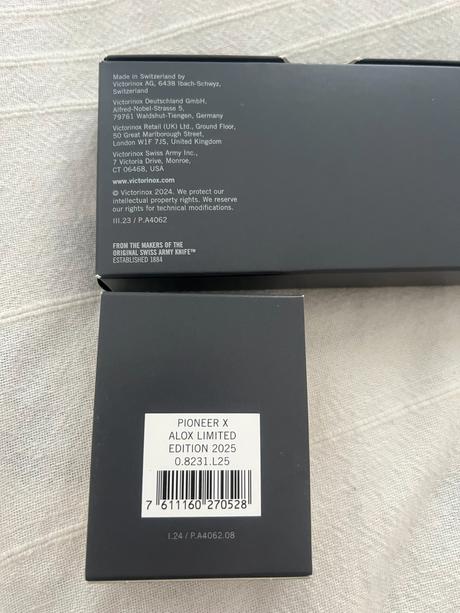 Made in Switzerland by
Victorinox AG, 6438 Ibach-Schwyz,
Switzerland
Victorinox Deutschland GmbH,
Alfred-Nobel-Strasse 5,
79761 Waldshut-Tiengen, Germany
Victorinox Retail (UK) Ltd., Ground Floor,
50 Great Marlborough Street,
London W1F 7JS, United Kingdom
Victorinox Swiss Army Inc.,
7 Victoria Drive, Monroe,
CT 06468, USA
www.victorinox.com
© Victorinox 2024. We protect our
intellectual property rights. We reserve
our rights for technical modifications.
III.23 / P.A4062
FROM THE MAKERS OF THE
ORIGINAL SWISS ARMY KNIFE™
ESTABLISHED 1884
PIONEER X
ALOX LIMITED
EDITION 2025
0.8231.L25
7 611160 270528
I.24 / P.A4062.08